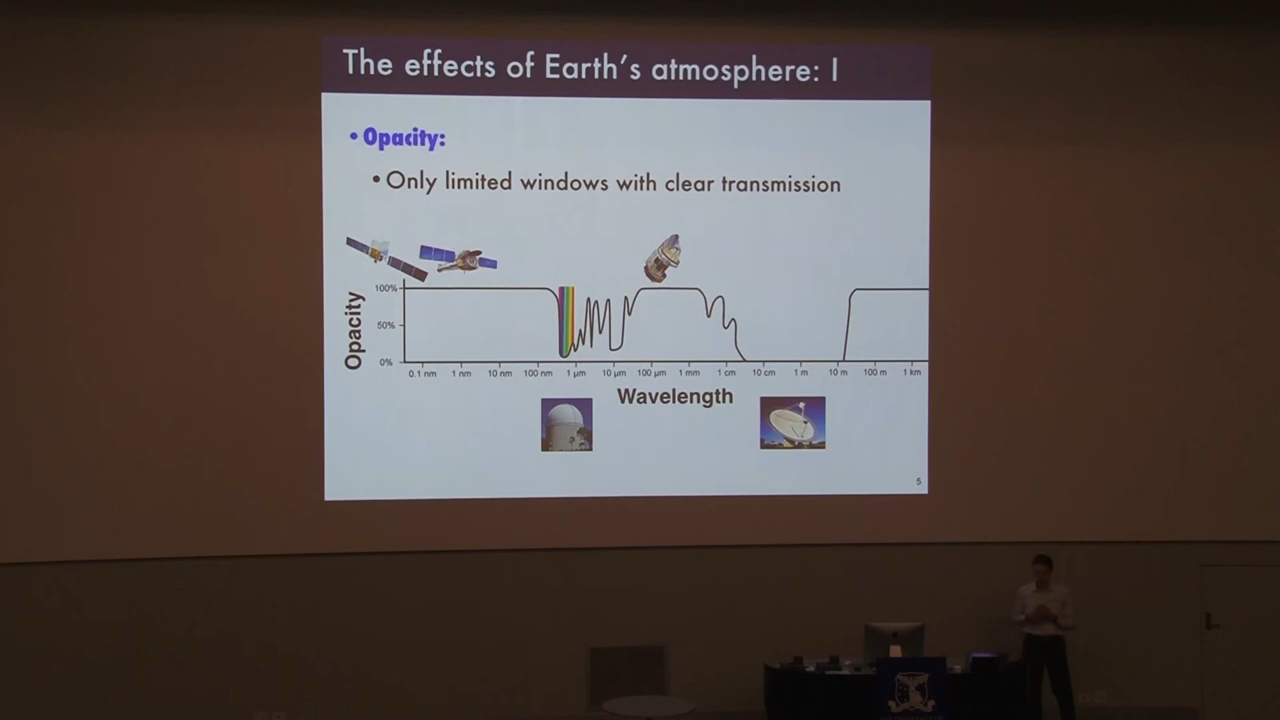 The effects of Earth's atmosphere: I
• Opacity:
• Only limited windows with clear transmission
Opacity
100%
50%
0%
0.1 nm 1 nm 10 nm 100 nm 1 μm 10 μm 100 μm 1 mm 1 cm 10 cm 1 m 10 m 100 m 1 km
Wavelength
5